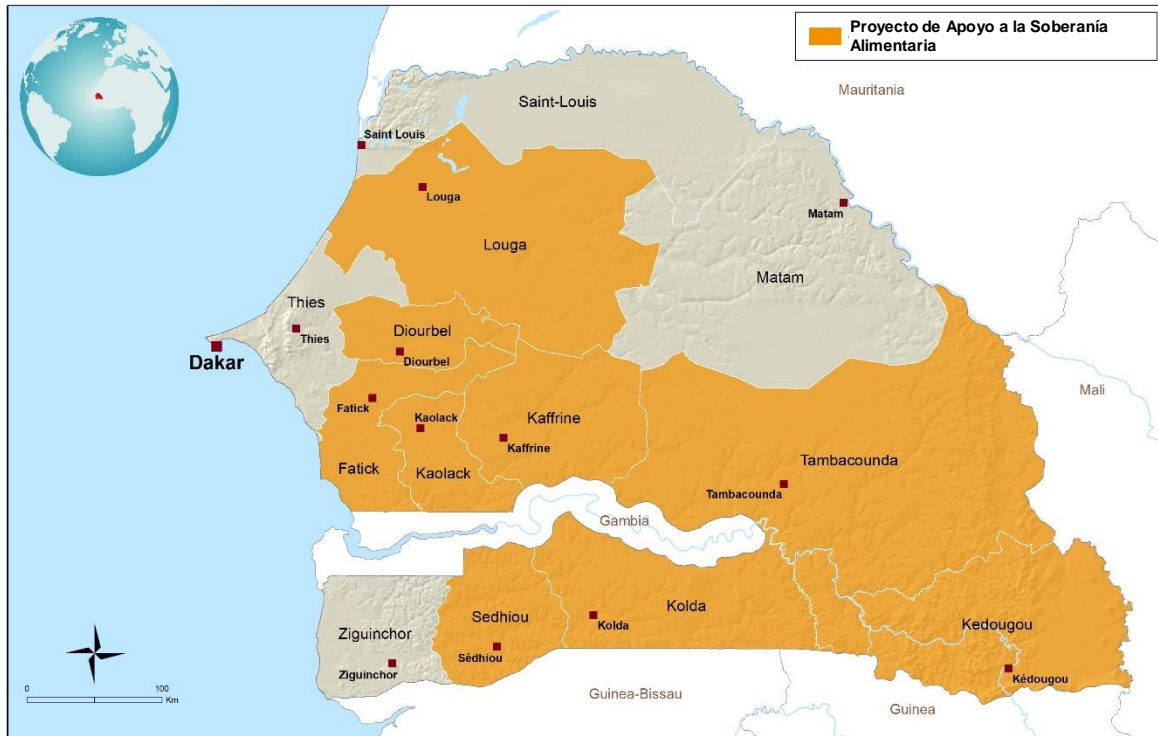 Proyecto de Apoyo a la Soberanía
Alimentaria
Mauritania
Saint-Louis
Saint Louis
Louga
Matam
Louga
Matam
Thies
Thies
Diourbel
Diourbel
Dakar
Mali
Fatick
Kaolack
Kaffrine
Kaffrine
Tambacounda
Fatick
Kaolack
Tambacounda
Gambia
Sedhiou
Kolda
Kolda
Kedougou
Ziguinchor
Sédhiou
Ziguinchor
Kédougou
Guinea-Bissau
Guinea
0 100
Km